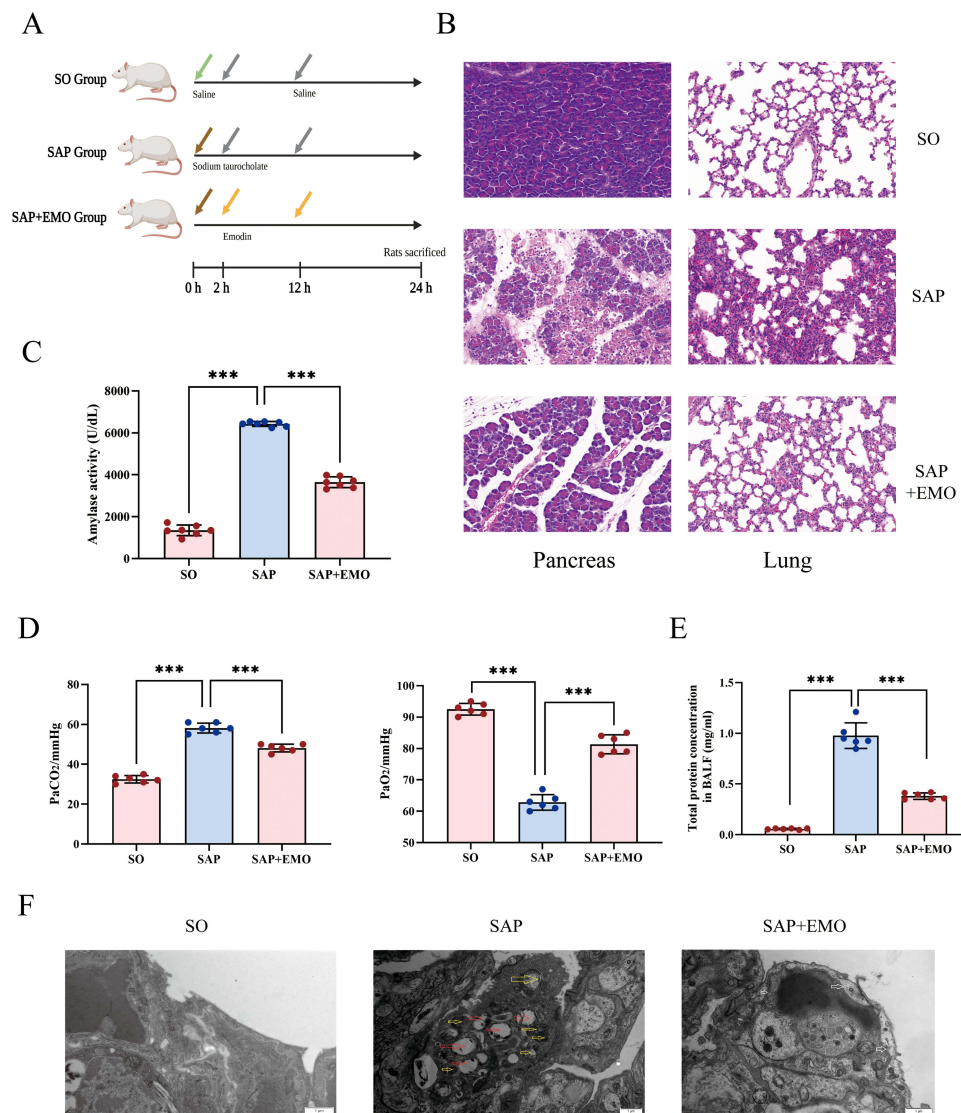 A
SO Group
Saline
Saline
SAP Group
Sodium taurocholate
SAP+EMO Group
Emodin
Rats sacrificed
0 h
2 h
12 h
24 h
B
SO
SAP
SAP
+EMO
Pancreas
Lung
C
***
***
Amylase activity (U/dL)
8000
6000
4000
2000
0
SO
SAP
SAP+EMO
D
***
***
PaCO2/mmHg
80
60
40
20
0
SO
SAP
SAP+EMO
***
***
PaO2/mmHg
100
90
80
70
60
50
SO
SAP
SAP+EMO
E
***
***
Total protein concentration
in BALF (mg/ml)
1.5
1.0
0.5
0.0
SO
SAP
SAP+EMO
F
SO
SAP
SAP+EMO